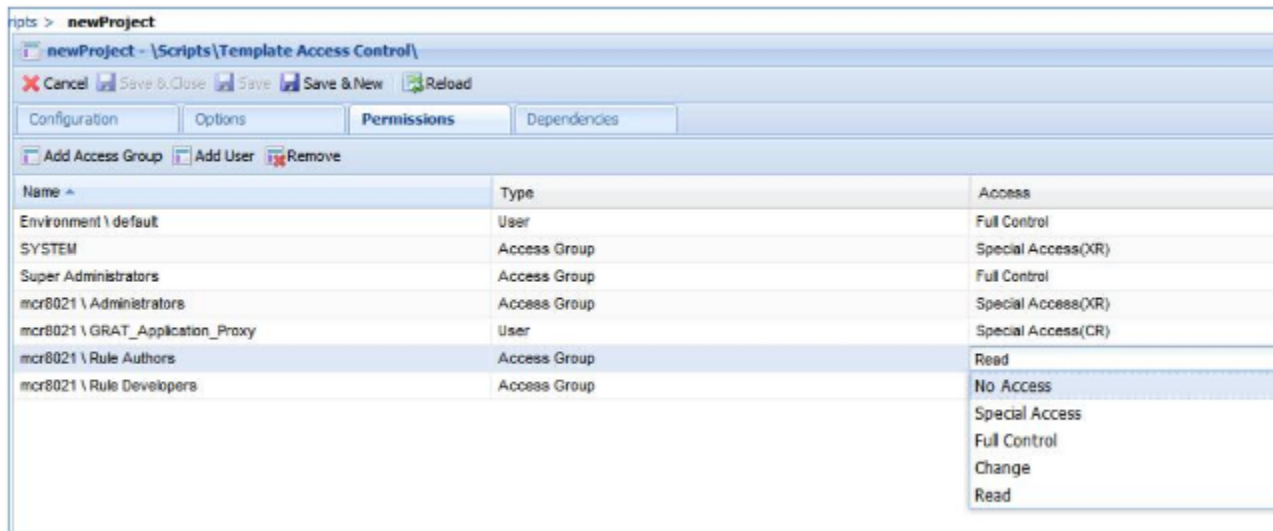 ripts > newProject
newProject - \Scripts\Template Access Control\
Cancel Save & Close Save Save & New Reload
Configuration Options Permissions Dependencies
Add Access Group Add User Remove
Name Type Access
Environment \ default User Full Control
SYSTEM Access Group Special Access(XR)
Super Administrators Access Group Full Control
mcr8021 \ Administrators Access Group Special Access(XR)
mcr8021 \ GRAT_Application_Proxy User Special Access(CR)
mcr8021 \ Rule Authors Access Group Read
mcr8021 \ Rule Developers Access Group No Access
Special Access
Full Control
Change
Read